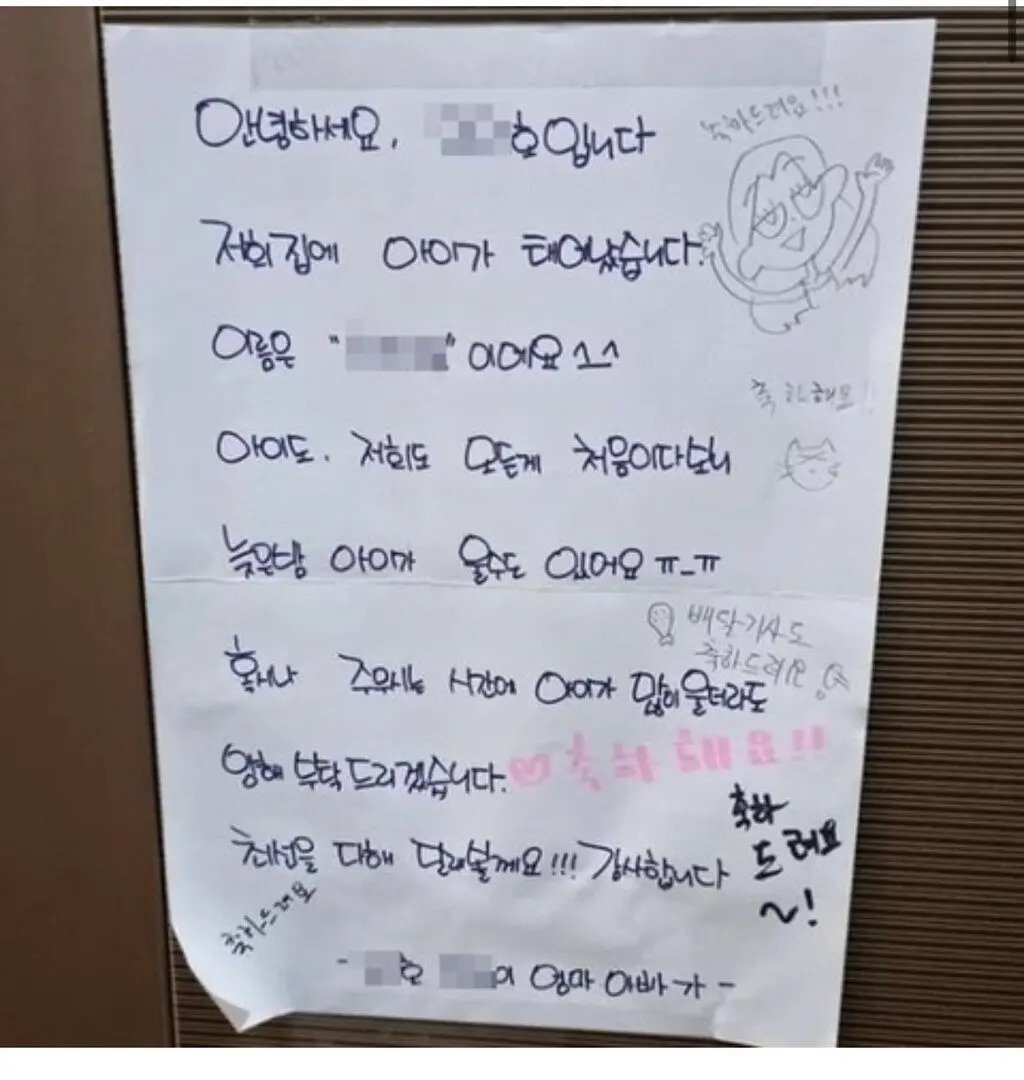 안녕하세요. 호입니다
축하드려요!!!
저희집에 아이가 태어났습니다.
이름은 " " 이에요 ^_^
축하해요!!
아이도. 저희도 모든게 처음이다보니
늦은밤 아이가 울수도 있어요 ㅠ_ㅠ
배달기사도
축하드려요
혹시나 주무시는 시간에 아이가 많이울더라도
양해 부탁드리겠습니다.
♡축하해요!!
축하
드려요
~!
최선을 다해 달래볼께요!!! 감사합니다
축하드려요
- 호 이 엄마 아빠가 -